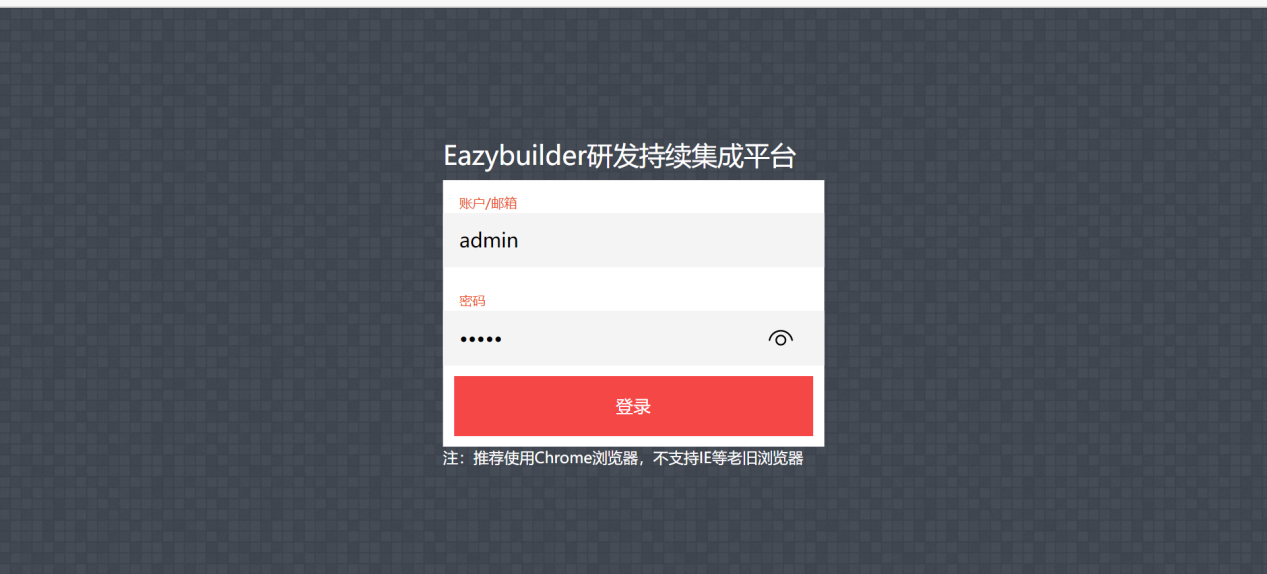 Eazybuilder研发持续集成平台
账户/邮箱
admin
密码
•••••
登录
注：推荐使用Chrome浏览器，不支持IE等老旧浏览器